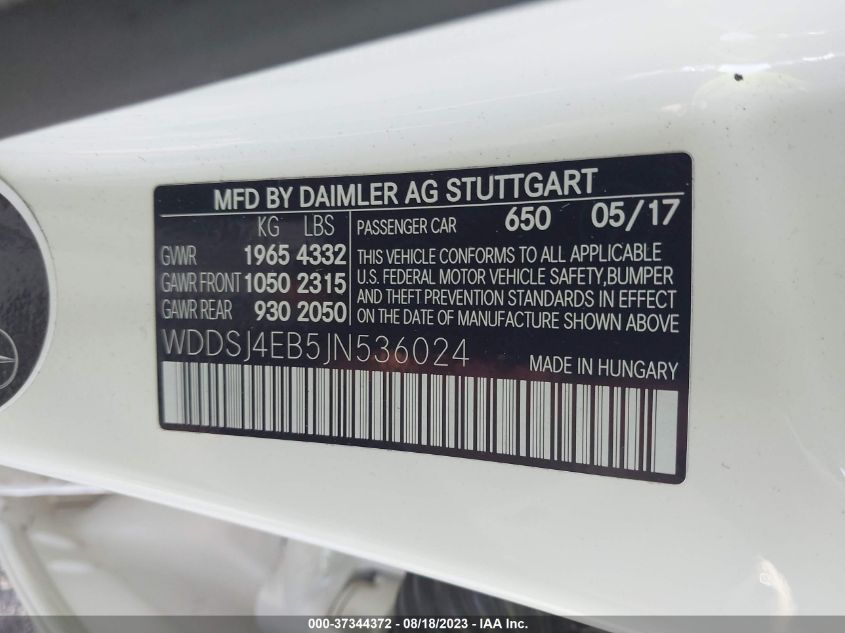 MFD BY DAIMLER AG STUTTGART
KG LBS
GVWR 1965 4332
GAWR FRONT 1050 2315
GAWR REAR 930 2050
PASSENGER CAR 650 05/17
THIS VEHICLE CONFORMS TO ALL APPLICABLE
U.S. FEDERAL MOTOR VEHICLE SAFETY,BUMPER
AND THEFT PREVENTION STANDARDS IN EFFECT
ON THE DATE OF MANUFACTURE SHOWN ABOVE
WDDSJ4EB5JN536024
MADE IN HUNGARY
000-37344372 - 08/18/2023 - IAA Inc.